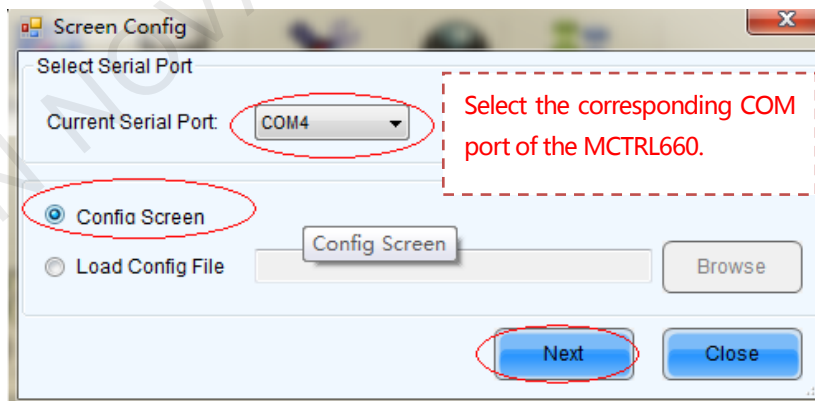 Screen Config
Select Serial Port
Current Serial Port:
COM4
Select the corresponding COM
port of the MCTRL660.
Config Screen
Config Screen
Load Config File
Browse
Next
Close